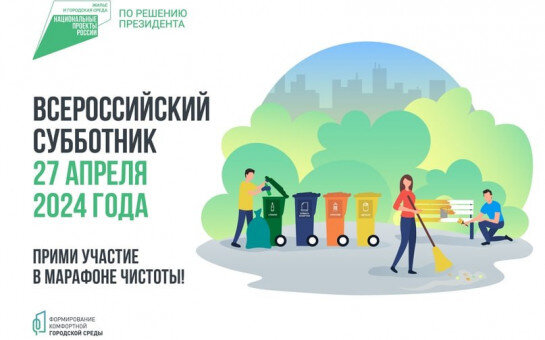 ЖИЛЬЕ
И ГОРОДСКАЯ СРЕДА
НАЦИОНАЛЬНЫЕ
ПРОЕКТЫ
РОССИИ
ПО РЕШЕНИЮ
ПРЕЗИДЕНТА
ВСЕРОССИЙСКИЙ
СУББОТНИК
27 АПРЕЛЯ
2024 ГОДА
ПРИМИ УЧАСТИЕ
В МАРАФОНЕ ЧИСТОТЫ!
ФОРМИРОВАНИЕ
КОМФОРТНОЙ
ГОРОДСКОЙ СРЕДЫ